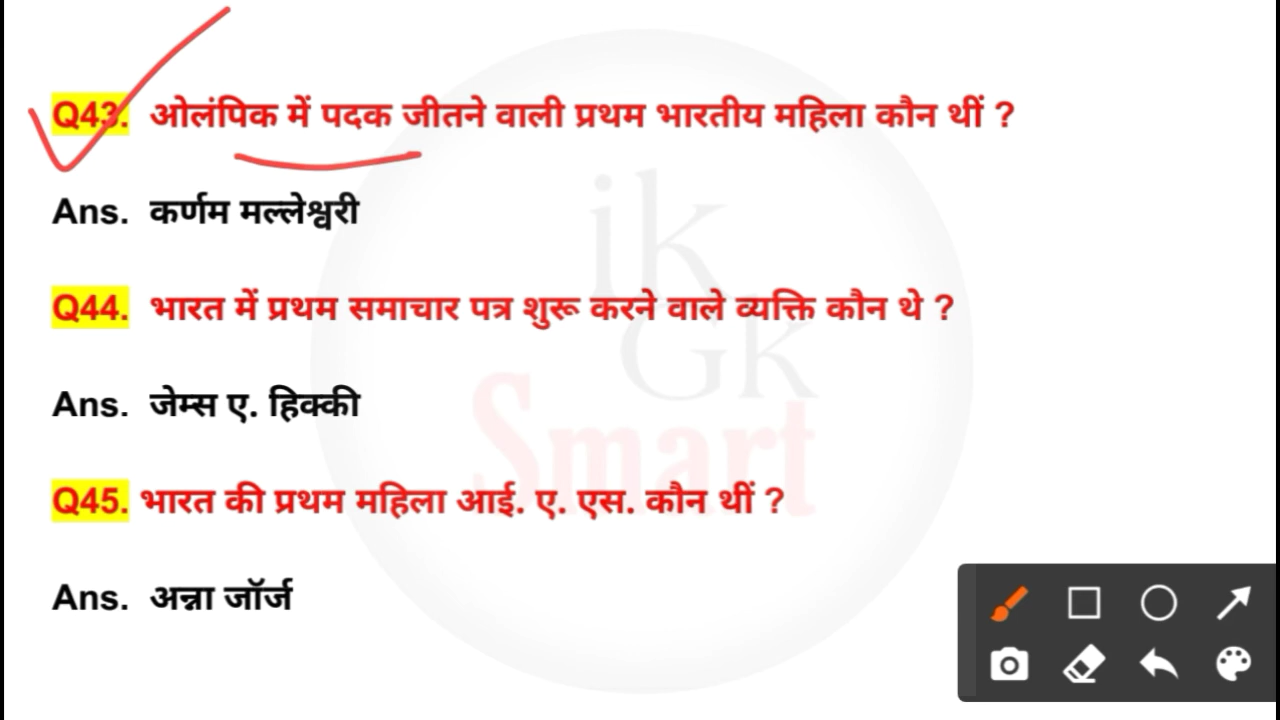 Q43. ओलंपिक में पदक जीतने वाली प्रथम भारतीय महिला कौन थीं ?
Ans. कर्णम मल्लेश्वरी
ik
Q44. भारत में प्रथम समाचार पत्र शुरू करने वाले व्यक्ति कौन थे ?
GK
Ans. जेम्स ए. हिक्की
Smart
Q45. भारत की प्रथम महिला आई. ए. एस. कौन थीं ?
Ans. अन्ना जॉर्ज